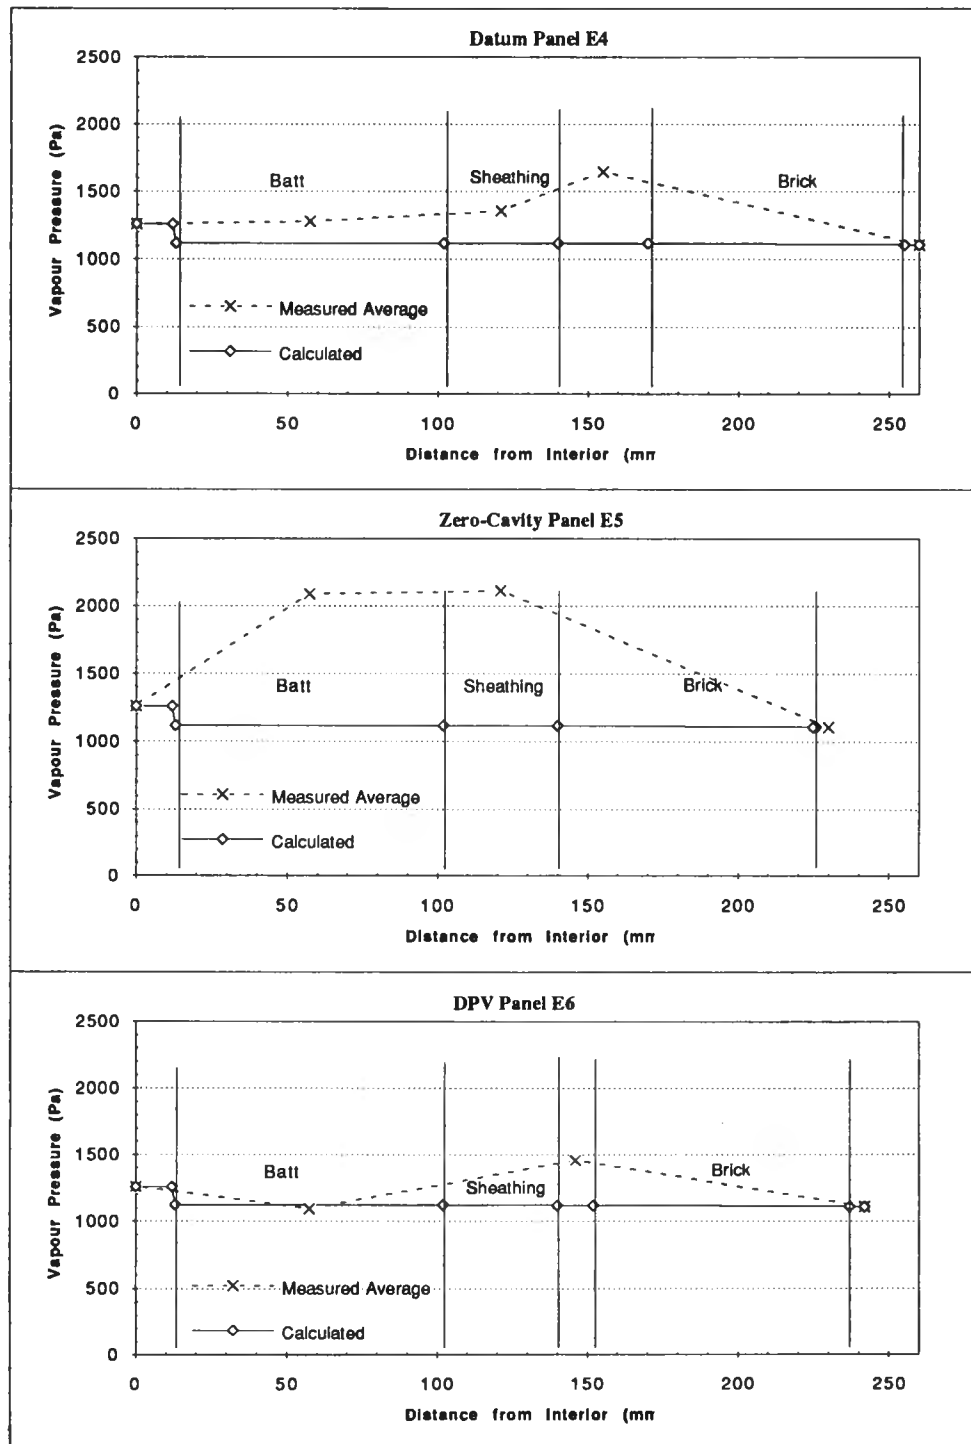 Datum Panel E4
2500
2000
1500
1000
500
0
Vapour Pressure (Pa)
Batt
Sheathing
Brick
Measured Average
Calculated
0 50 100 150 200 250
Distance from Interior (mm
Zero-Cavity Panel E5
2500
2000
1500
1000
500
0
Vapour Pressure (Pa)
Batt
Sheathing
Brick
Measured Average
Calculated
0 50 100 150 200 250
Distance from Interior (mm
DPV Panel E6
2500
2000
1500
1000
500
0
Vapour Pressure (Pa)
Batt
Sheathing
Brick
Measured Average
Calculated
0 50 100 150 200 250
Distance from Interior (mm